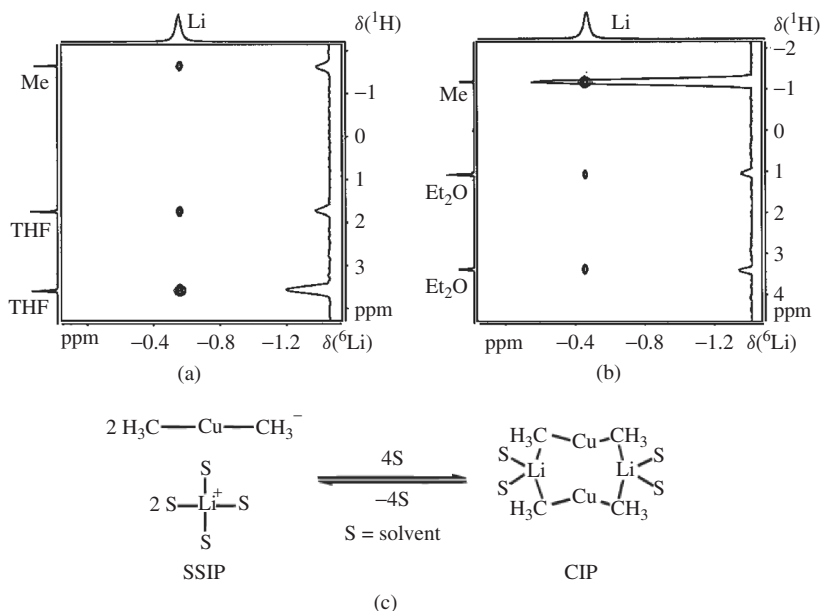 Li
δ(¹H)
Me
−1
0
1
THF
2
3
THF
ppm
ppm −0.4 −0.8 −1.2 δ(⁶Li)
(a)
Li
δ(¹H)
−2
Me
−1
0
Et₂O
1
2
3
Et₂O
4
ppm
ppm −0.4 −0.8 −1.2 δ(⁶Li)
(b)
2 H₃C—Cu—CH₃⁻
S
2 S—Li⁺—S
S
SSIP
4S
−4S
S = solvent
H₃C Cu CH₃
S Li Li S
S S
H₃C Cu CH₃
CIP
(c)